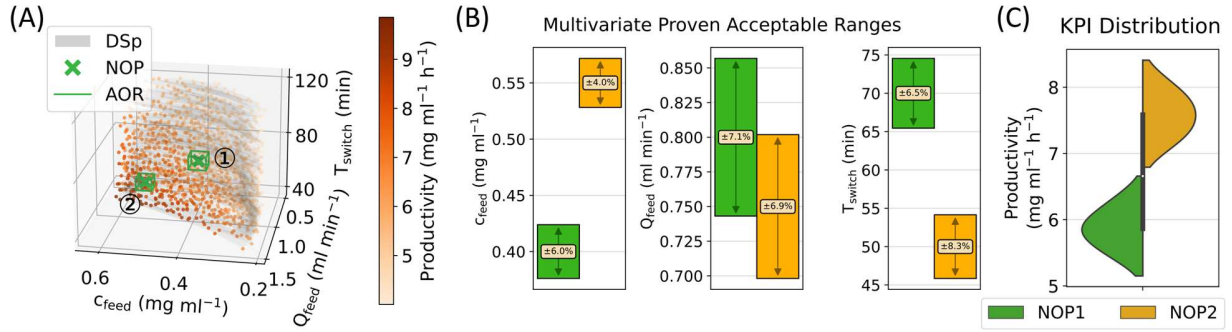 (A)
DSp
NOP
AOR
①
②
120
80
40
T_switch (min)
0.5
1.0
1.5
Q_feed (ml min⁻¹)
0.6
0.4
0.2
c_feed (mg ml⁻¹)
9
8
7
6
5
Productivity (mg ml⁻¹ h⁻¹)
(B)
Multivariate Proven Acceptable Ranges
c_feed (mg ml⁻¹)
0.55
0.50
0.45
0.40
±4.0%
±6.0%
Q_feed (ml min⁻¹)
0.850
0.825
0.800
0.775
0.750
0.725
0.700
±7.1%
±6.9%
T_switch (min)
75
70
65
60
55
50
45
±6.5%
±8.3%
(C)
KPI Distribution
Productivity
(mg ml⁻¹ h⁻¹)
8
7
6
5
NOP1
NOP2